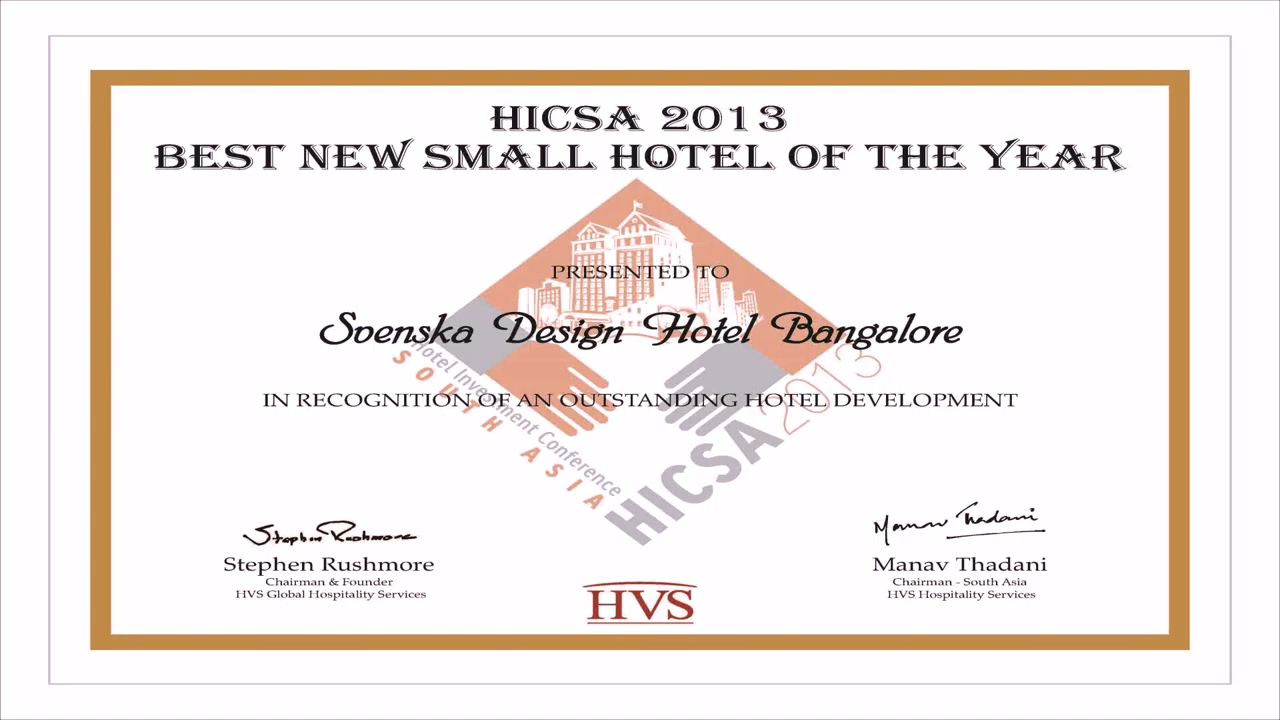 HICSA 2013
BEST NEW SMALL HOTEL OF THE YEAR
PRESENTED TO
Svenska Design Hotel Bangalore
Hotel Investment Conference
SOUTH ASIA
HICSA 2013
IN RECOGNITION OF AN OUTSTANDING HOTEL DEVELOPMENT
Stephen Rushmore
Stephen Rushmore
Chairman & Founder
HVS Global Hospitality Services
Manav Thadani
Manav Thadani
Chairman - South Asia
HVS Hospitality Services
HVS